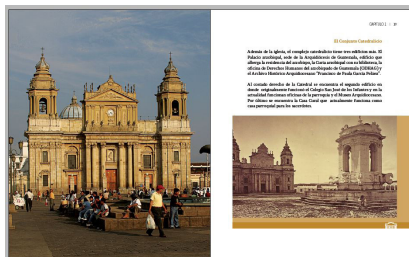 CAPÍTULO 1 | 19
El Conjunto Catedralicio
Además de la iglesia, el complejo catedralicio tiene tres edificios más. El
Palacio arzobispal, sede de la Arquidiócesis de Guatemala, edificio que
alberga la residencia del arzobispo, la Curia arzobispal con su biblioteca, la
oficina de Derechos Humanos del arzobispado de Guatemala (ODHAG) y
el Archivo Histórico Arquidiocesano "Francisco de Paula García Peláez".
Al costado derecho de la Catedral se encuentra el segundo edificio en
donde originalmente funcionó el Colegio San José de los Infantes y en la
actualidad funcionan oficinas de la parroquia y el Museo Arquidiocesano.
Por último se encuentra la Casa Cural que actualmente funciona como
casa parroquial para los sacerdotes.